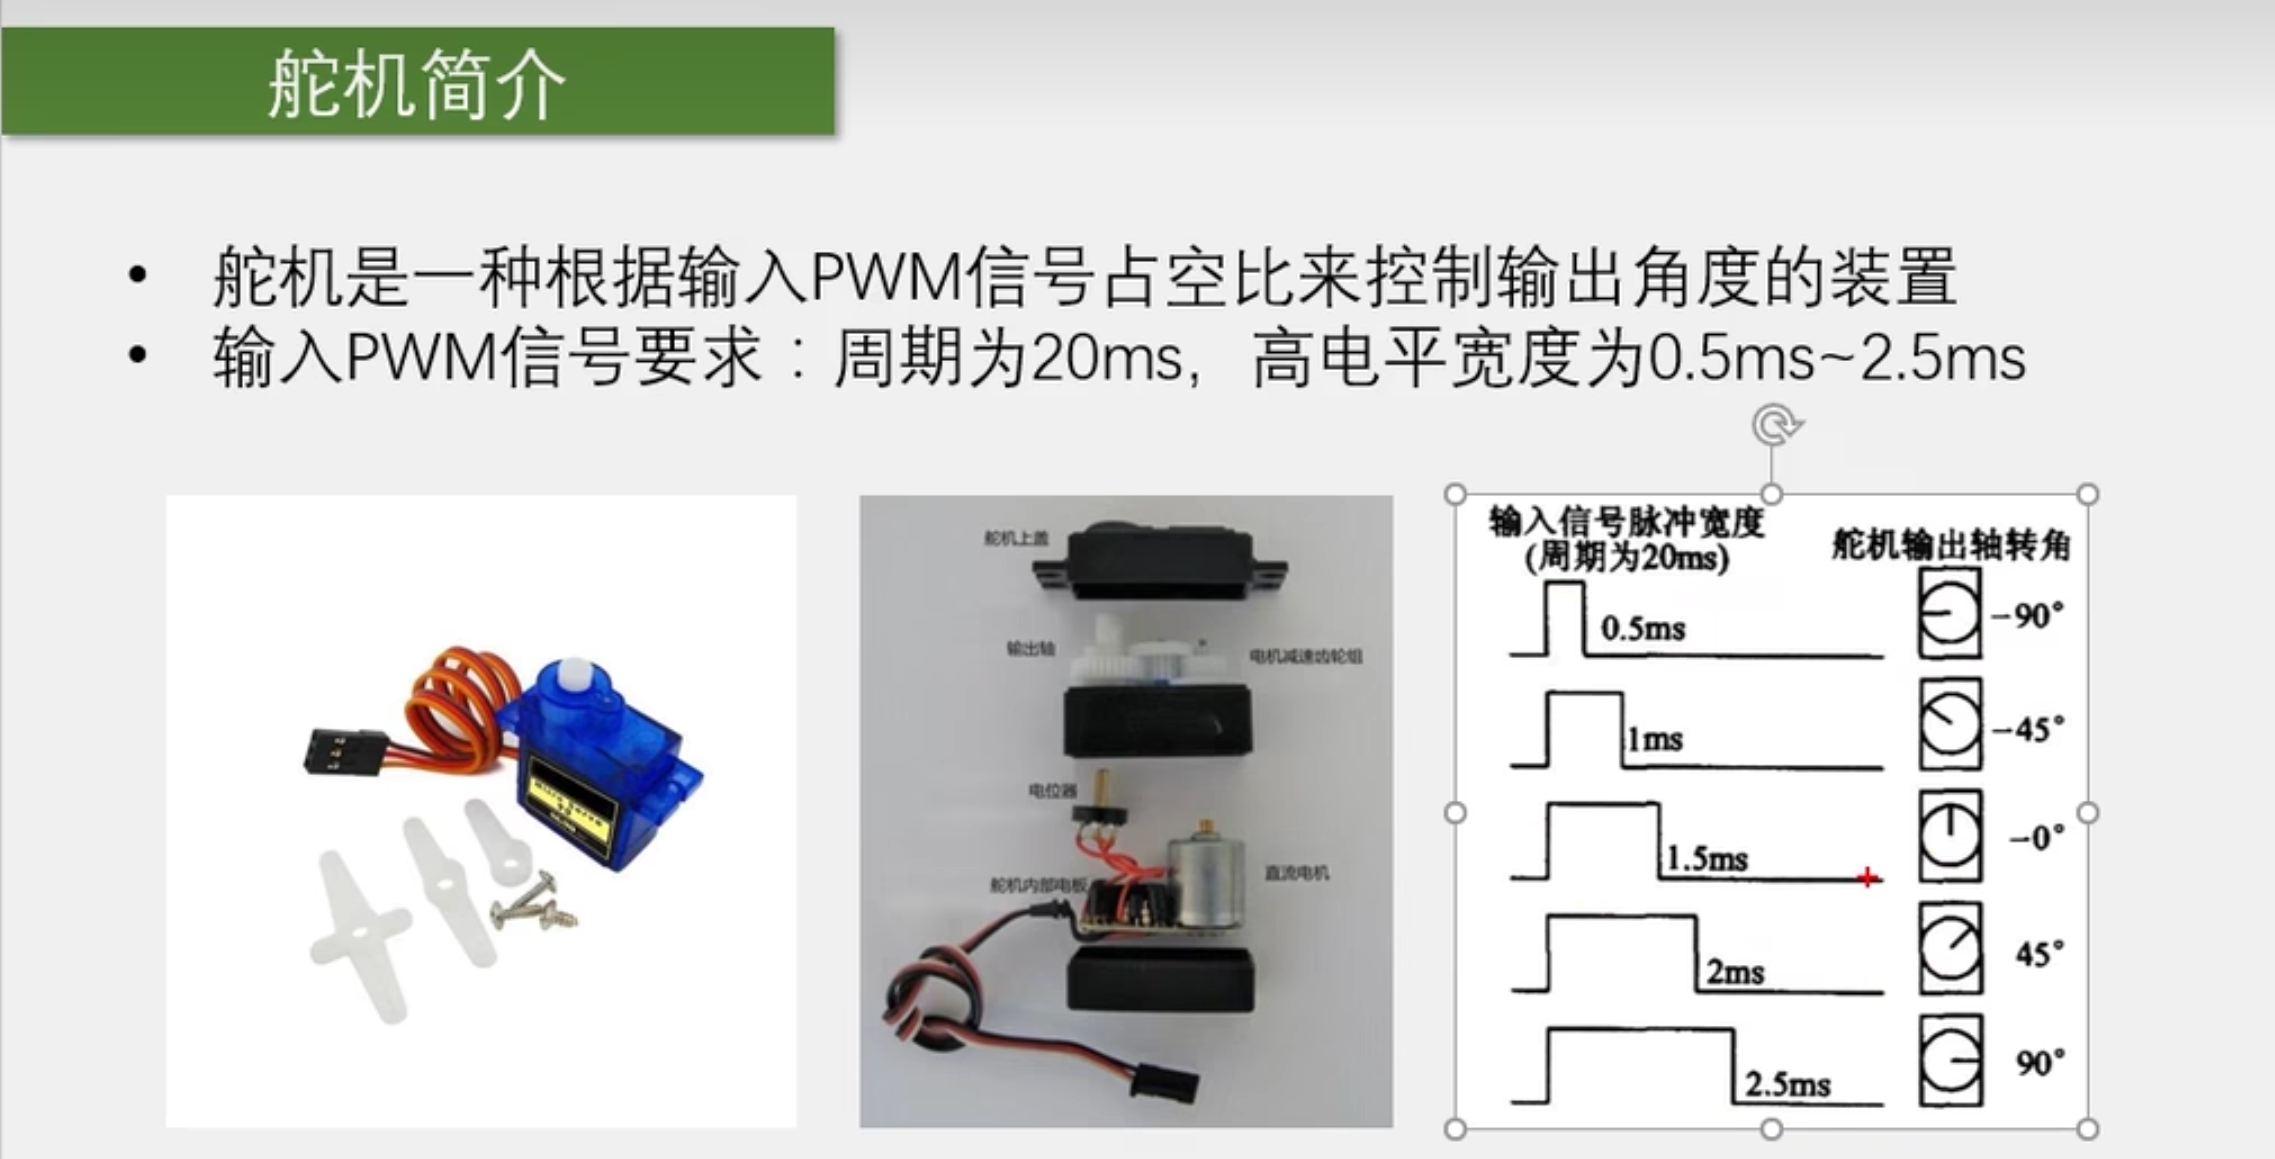 舵机简介
• 舵机是一种根据输入PWM信号占空比来控制输出角度的装置
• 输入PWM信号要求：周期为20ms，高电平宽度为0.5ms~2.5ms
舵机上盖
输出轴
电机减速齿轮组
电位器
舵机内部电板
直流电机
输入信号脉冲宽度
(周期为20ms)
舵机输出轴转角
0.5ms
−90°
1ms
−45°
1.5ms
−0°
2ms
45°
2.5ms
90°